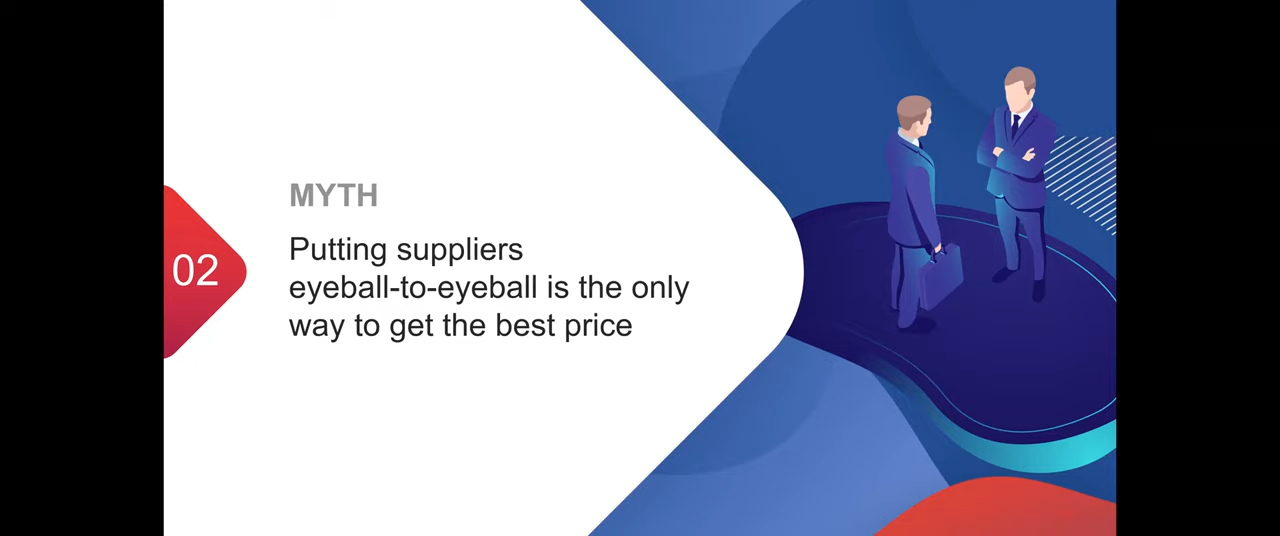 02
MYTH
Putting suppliers
eyeball-to-eyeball is the only
way to get the best price